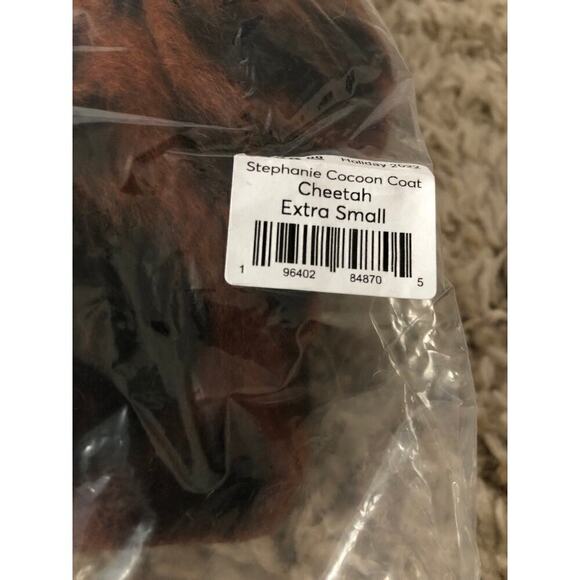 Holiday 2022
Stephanie Cocoon Coat
Cheetah
Extra Small
1 96402 84870 5